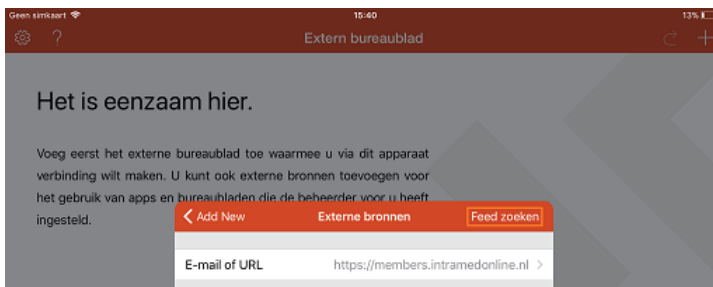 Geen simkaart 15:40 13%
? Extern bureaublad
Het is eenzaam hier.
Voeg eerst het externe bureaublad toe waarmee u via dit apparaat
verbinding wilt maken. U kunt ook externe bronnen toevoegen voor
het gebruik van apps en bureaubladen die de beheerder voor u heeft
ingesteld.
Add New Externe bronnen Feed zoeken
E-mail of URL https://members.intramedonline.nl